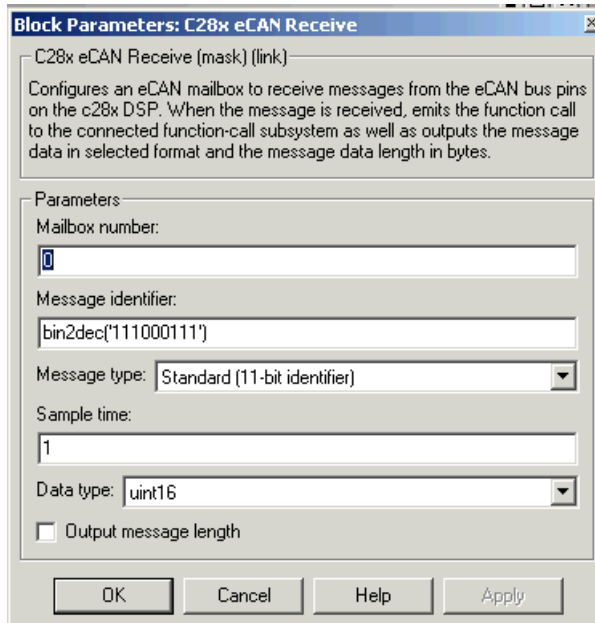 Block Parameters: C28x eCAN Receive
C28x eCAN Receive (mask) (link)
Configures an eCAN mailbox to receive messages from the eCAN bus pins
on the c28x DSP. When the message is received, emits the function call
to the connected function-call subsystem as well as outputs the message
data in selected format and the message data length in bytes.
Parameters
Mailbox number:
0
Message identifier:
bin2dec('111000111')
Message type: Standard (11-bit identifier)
Sample time:
1
Data type: uint16
Output message length
OK Cancel Help Apply